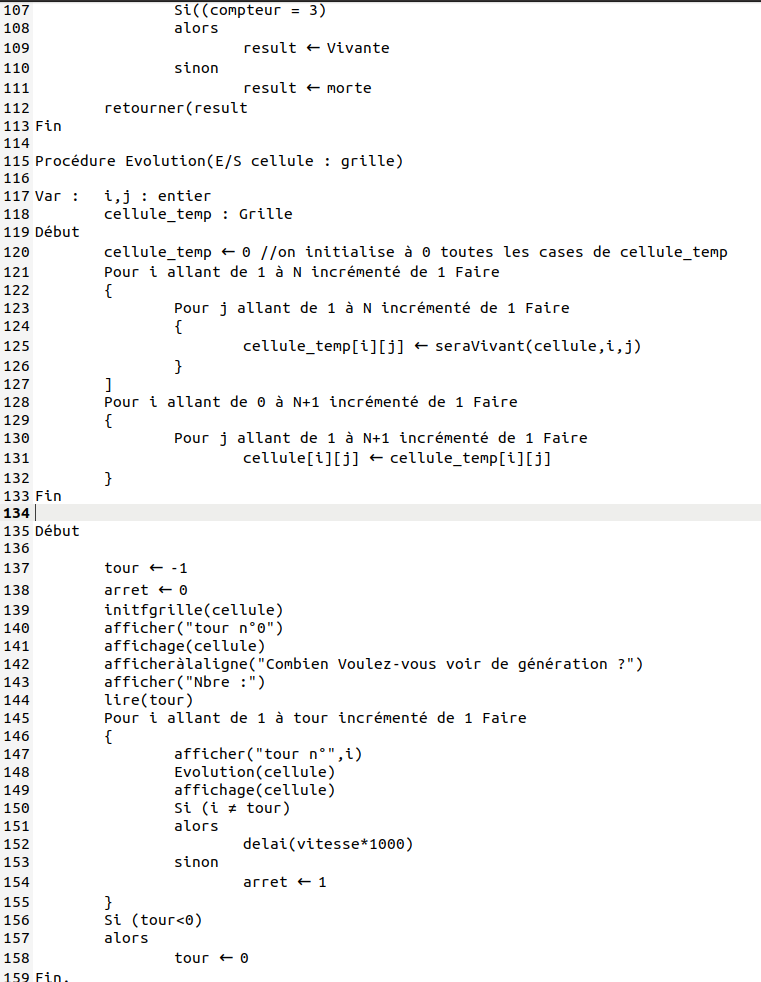 107 Si((compteur = 3)
108 alors
109 result ← Vivante
110 sinon
111 result ← morte
112 retourner(result
113 Fin
114
115 Procédure Evolution(E/S cellule : grille)
116
117 Var : i,j : entier
118 cellule_temp : Grille
119 Début
120 cellule_temp ← 0 //on initialise à 0 toutes les cases de cellule_temp
121 Pour i allant de 1 à N incrémenté de 1 Faire
122 {
123 Pour j allant de 1 à N incrémenté de 1 Faire
124 {
125 cellule_temp[i][j] ← seraVivant(cellule,i,j)
126 }
127 ]
128 Pour i allant de 0 à N+1 incrémenté de 1 Faire
129 {
130 Pour j allant de 1 à N+1 incrémenté de 1 Faire
131 cellule[i][j] ← cellule_temp[i][j]
132 }
133 Fin
134
135 Début
136
137 tour ← -1
138 arret ← 0
139 initfgrille(cellule)
140 afficher("tour n°0")
141 affichage(cellule)
142 afficheràlaligne("Combien Voulez-vous voir de génération ?")
143 afficher("Nbre :")
144 lire(tour)
145 Pour i allant de 1 à tour incrémenté de 1 Faire
146 {
147 afficher("tour n°",i)
148 Evolution(cellule)
149 affichage(cellule)
150 Si (i ≠ tour)
151 alors
152 delai(vitesse*1000)
153 sinon
154 arret ← 1
155 }
156 Si (tour<0)
157 alors
158 tour ← 0
159 Fin.